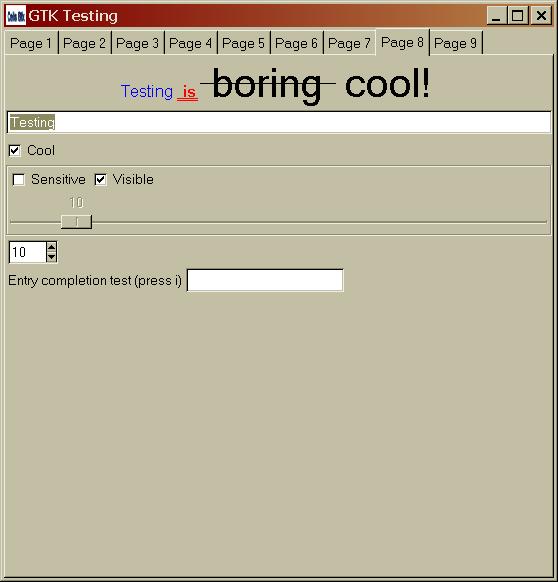 GTK Testing
Page 1 Page 2 Page 3 Page 4 Page 5 Page 6 Page 7 Page 8 Page 9
Testing is boring cool!
Testing
Cool
Sensitive Visible
10
10
Entry completion test (press i)